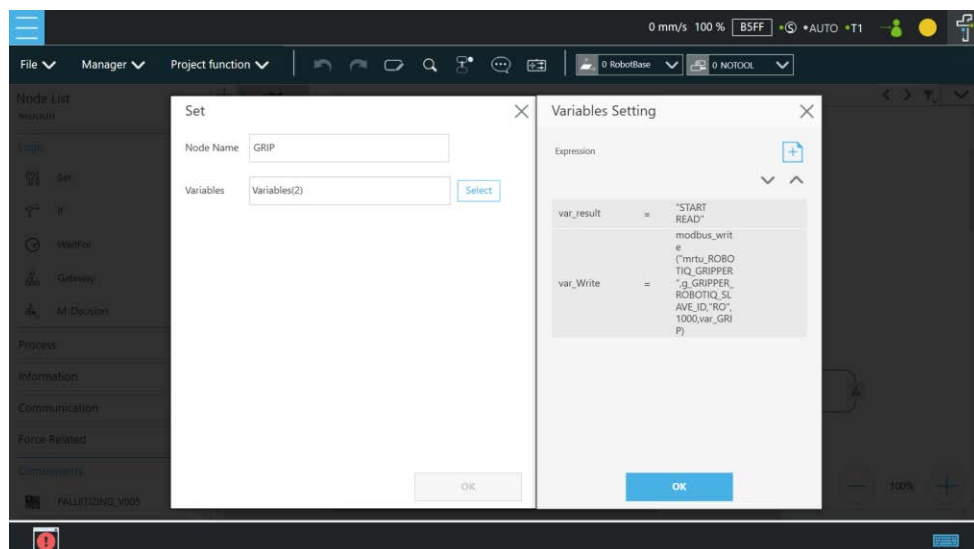 0 mm/s 100 % B5FF Ⓢ AUTO T1
File Manager Project function 0 RobotBase 0 NOTOOL
Node List
Motion
Logic
Set
If
WaitFor
Gateway
M-Decision
Process
Information
Communication
Force Related
Components
PALLETIZING_V005
Set
Node Name GRIP
Variables Variables(2) Select
OK
Variables Setting
Expression
var_result = "START
READ"
modbus_writ
e
("mrtu_ROBO
TIQ_GRIPPER
",g_GRIPPER_
var_Write = ROBOTIQ_SL
AVE_ID,"RO",
1000,var_GRI
P)
OK
100%